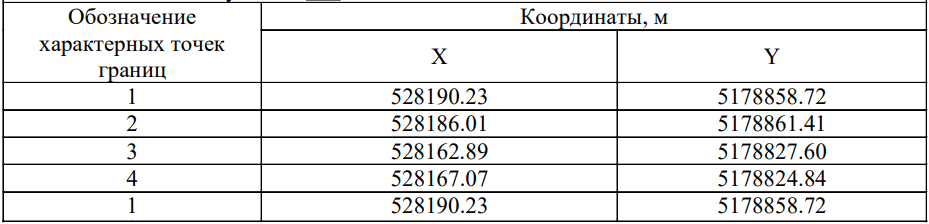 Обозначение характерных точек границ
Координаты, м
X Y
1 528190.23 5178858.72
2 528186.01 5178861.41
3 528162.89 5178827.60
4 528167.07 5178824.84
1 528190.23 5178858.72